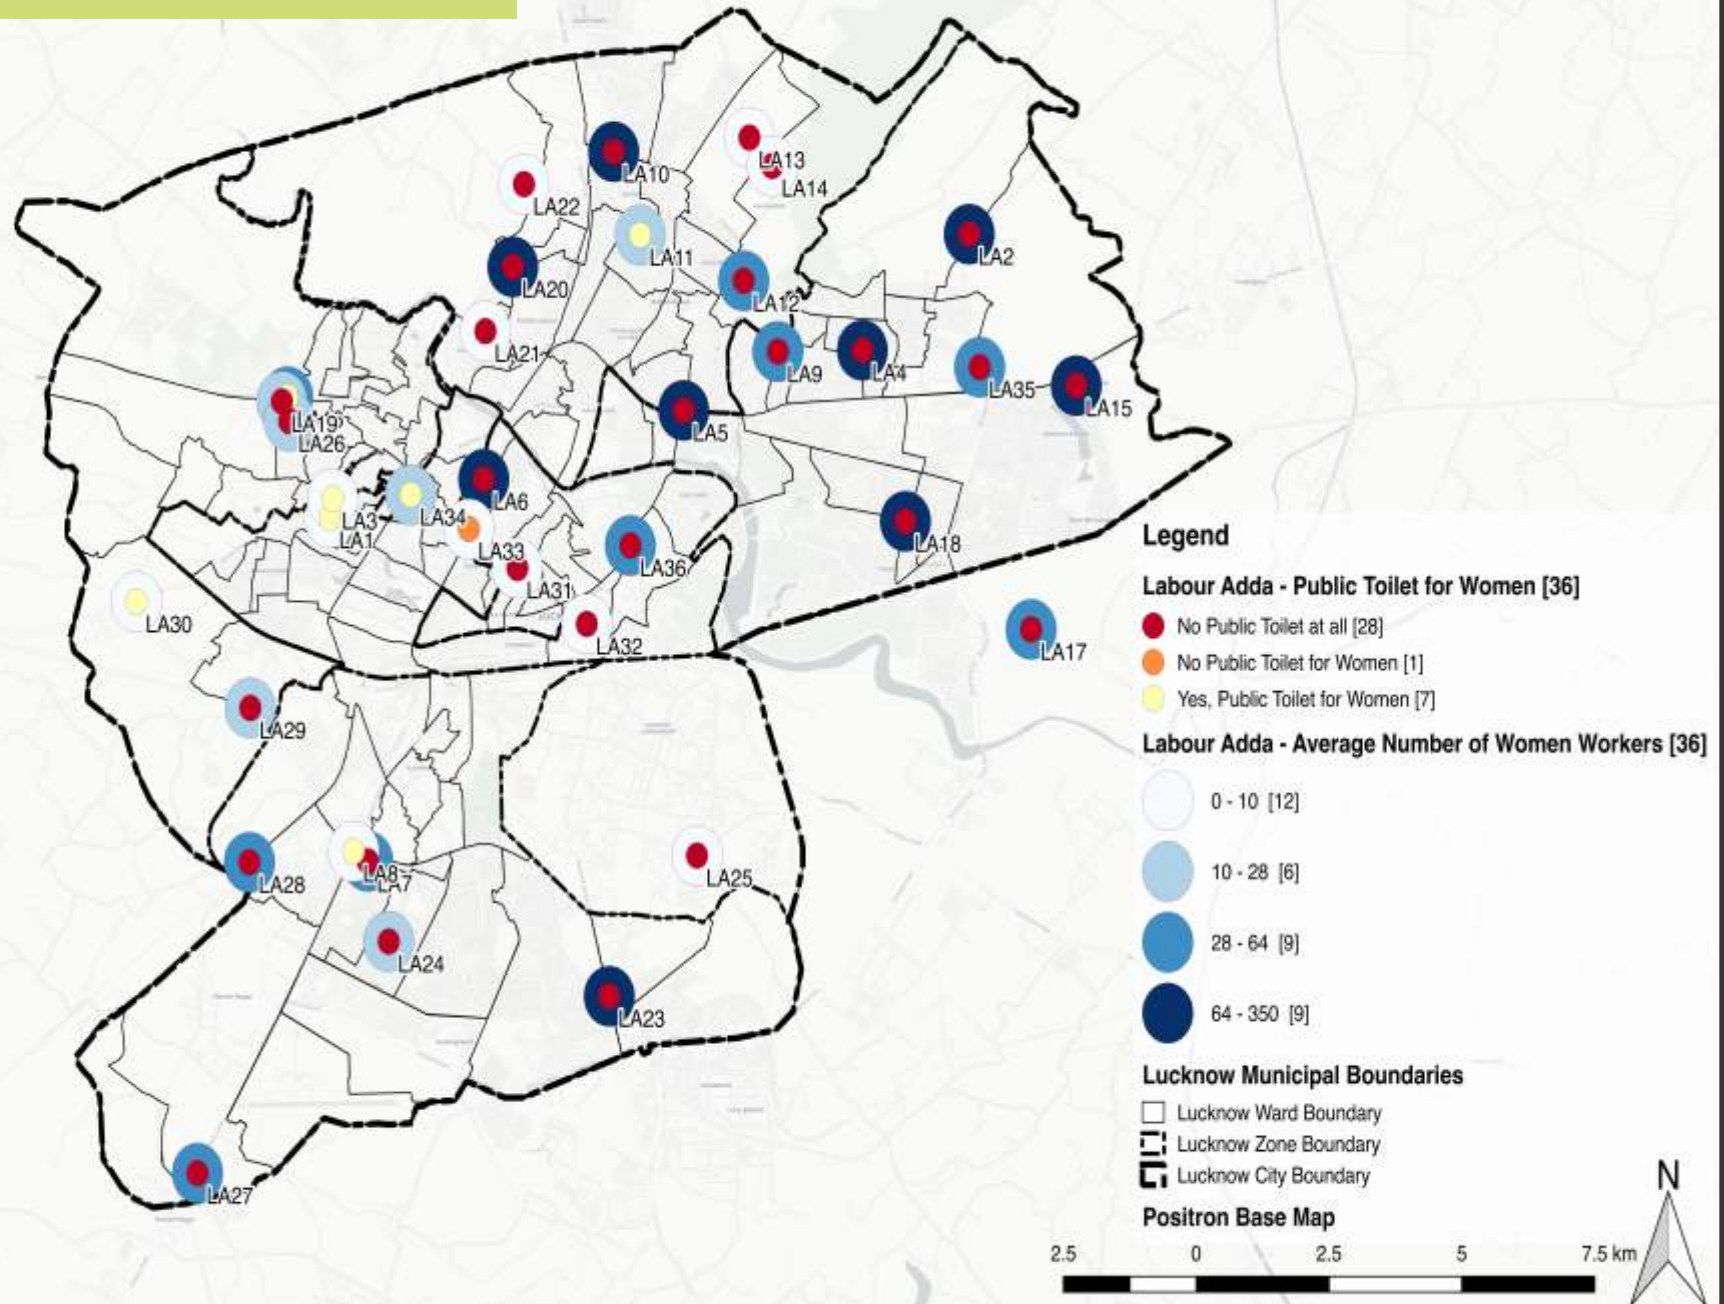 LA13
LA10
LA14
LA22
LA11
LA2
LA20
LA12
LA21
LA9
LA4
LA35
LA15
LA19
LA5
LA26
LA6
LA3
LA34
LA1
LA33
LA18
LA36
LA31
LA30
LA32
LA17
LA29
LA8
LA7
LA28
LA25
LA24
LA23
LA27
Legend
Labour Adda - Public Toilet for Women [36]
No Public Toilet at all [28]
No Public Toilet for Women [1]
Yes, Public Toilet for Women [7]
Labour Adda - Average Number of Women Workers [36]
0 - 10 [12]
10 - 28 [6]
28 - 64 [9]
64 - 350 [9]
Lucknow Municipal Boundaries
Lucknow Ward Boundary
Lucknow Zone Boundary
Lucknow City Boundary
Positron Base Map
N
2.5 0 2.5 5 7.5 km